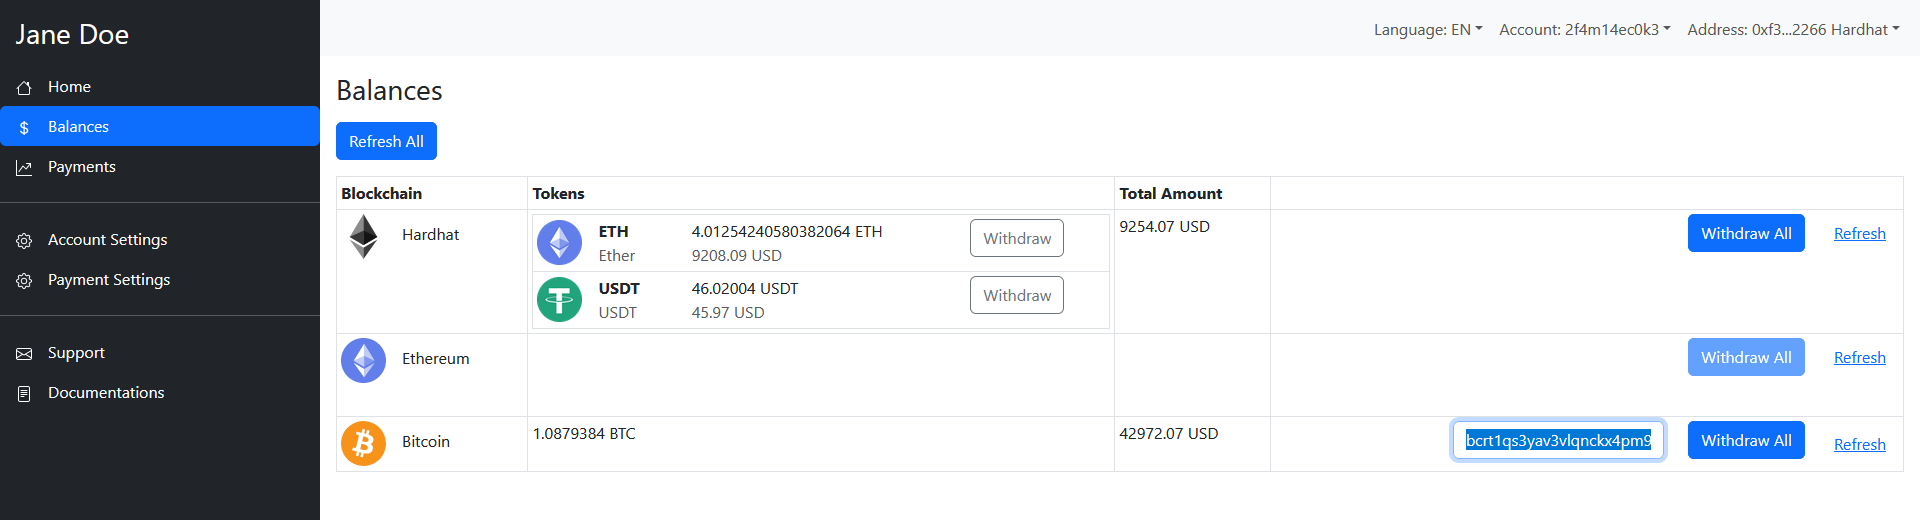 Jane Doe
Home
Balances
Payments
Account Settings
Payment Settings
Support
Documentations
Language: EN Account: 2f4m14ec0k3 Address: 0xf3...2266 Hardhat
Balances
Refresh All
Blockchain Tokens Total Amount
Hardhat ETH 4.01254240580382064 ETH Withdraw 9254.07 USD Withdraw All Refresh
Ether 9208.09 USD
USDT 46.02004 USDT Withdraw
USDT 45.97 USD
Ethereum Withdraw All Refresh
Bitcoin 1.0879384 BTC 42972.07 USD bcrt1qs3yav3vlqnckx4pm9 Withdraw All Refresh